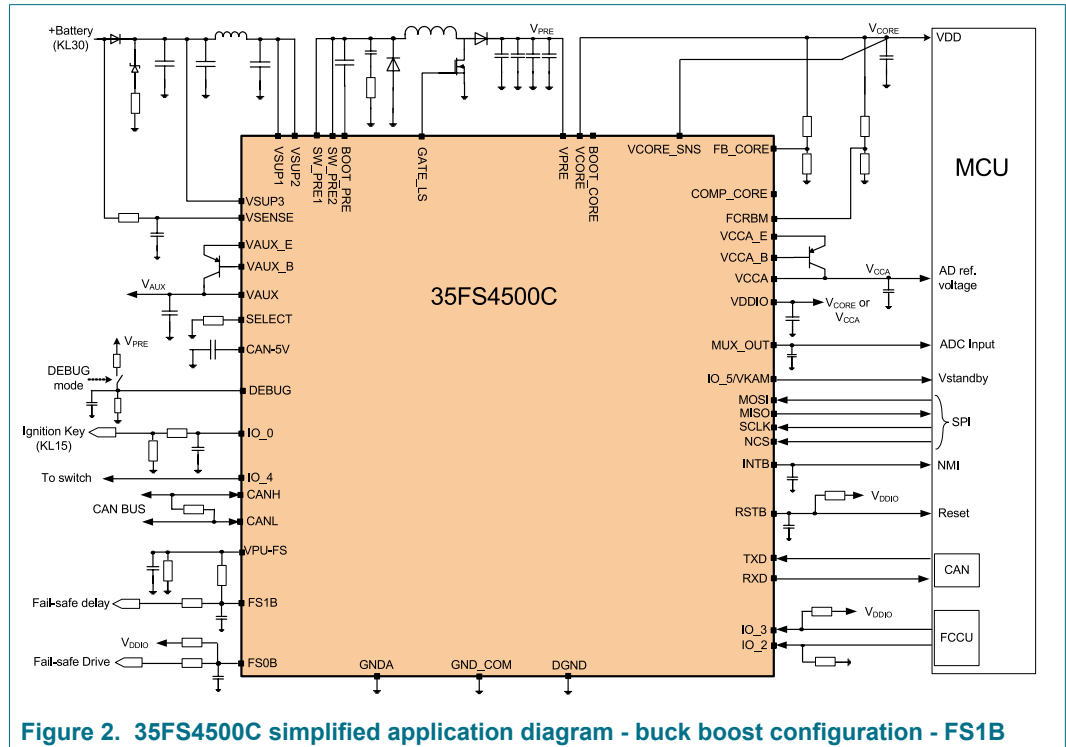 +Battery
(KL30)
VPRE
VCORE
VDD
MCU
VSUP1
VSUP2
SW_PRE1
SW_PRE2
BOOT_PRE
GATE_LS
VPRE
VCORE
BOOT_CORE
VCORE_SNS
FB_CORE
COMP_CORE
FCRBM
VCCA_E
VCCA_B
VCCA
VCCA
AD ref.
voltage
VDDIO
VCORE or
VCCA
MUX_OUT
ADC Input
IO_5/VKAM
Vstandby
MOSI
MISO
SCLK
NCS
SPI
INTB
NMI
VDDIO
RSTB
Reset
TXD
RXD
CAN
VDDIO
IO_3
IO_2
FCCU
35FS4500C
VSUP3
VSENSE
VAUX_E
VAUX_B
VAUX
VAUX
SELECT
CAN-5V
VPRE
DEBUG
mode
DEBUG
Ignition Key
(KL15)
IO_0
To switch
IO_4
CANH
CAN BUS
CANL
VPU-FS
Fail-safe delay
FS1B
VDDIO
Fail-safe Drive
FS0B
GNDA
GND_COM
DGND
Figure 2. 35FS4500C simplified application diagram - buck boost configuration - FS1B